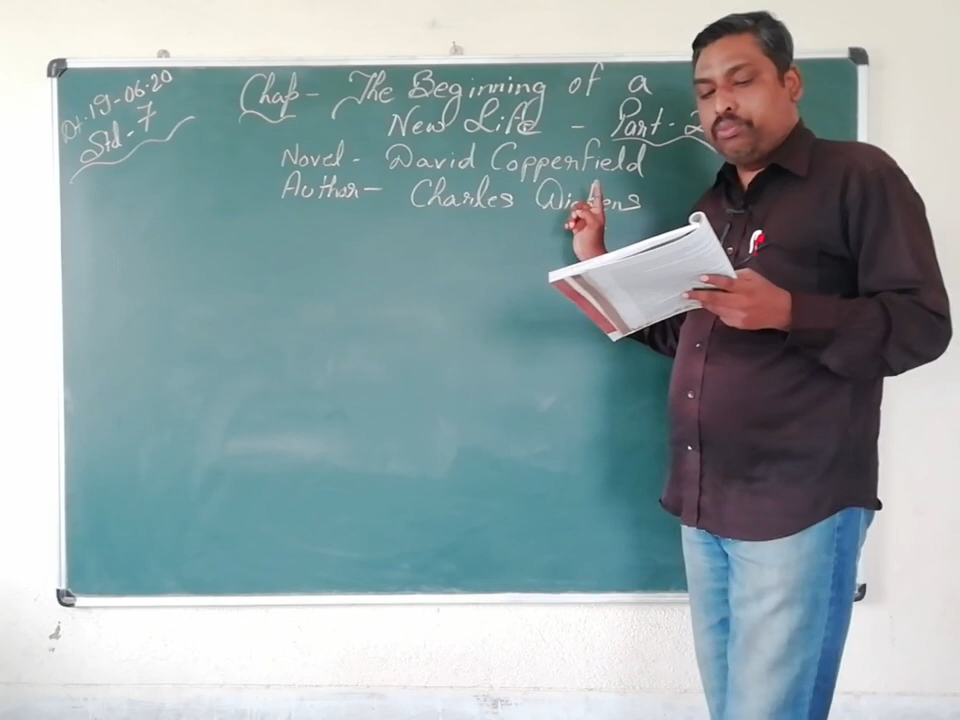 Dt-19-06-20
Std-7
Chap- The Beginning of a
New Life - Part-2
Novel- David Copperfield
Author- Charles Dickens